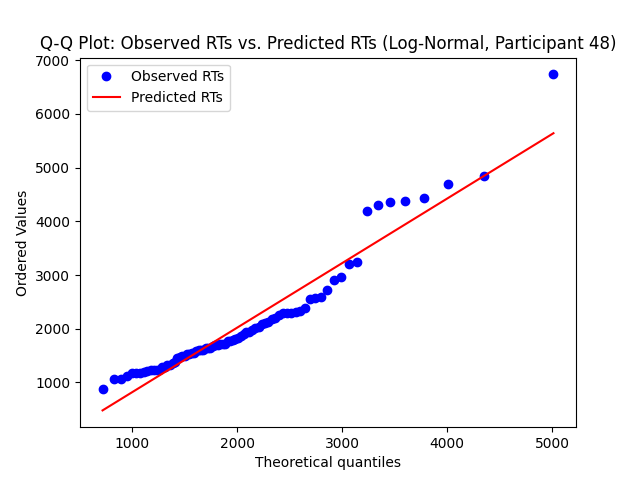 Q-Q Plot: Observed RTs vs. Predicted RTs (Log-Normal, Participant 48)
7000
6000
5000
4000
3000
2000
1000
Ordered Values
Observed RTs
Predicted RTs
1000 2000 3000 4000 5000
Theoretical quantiles